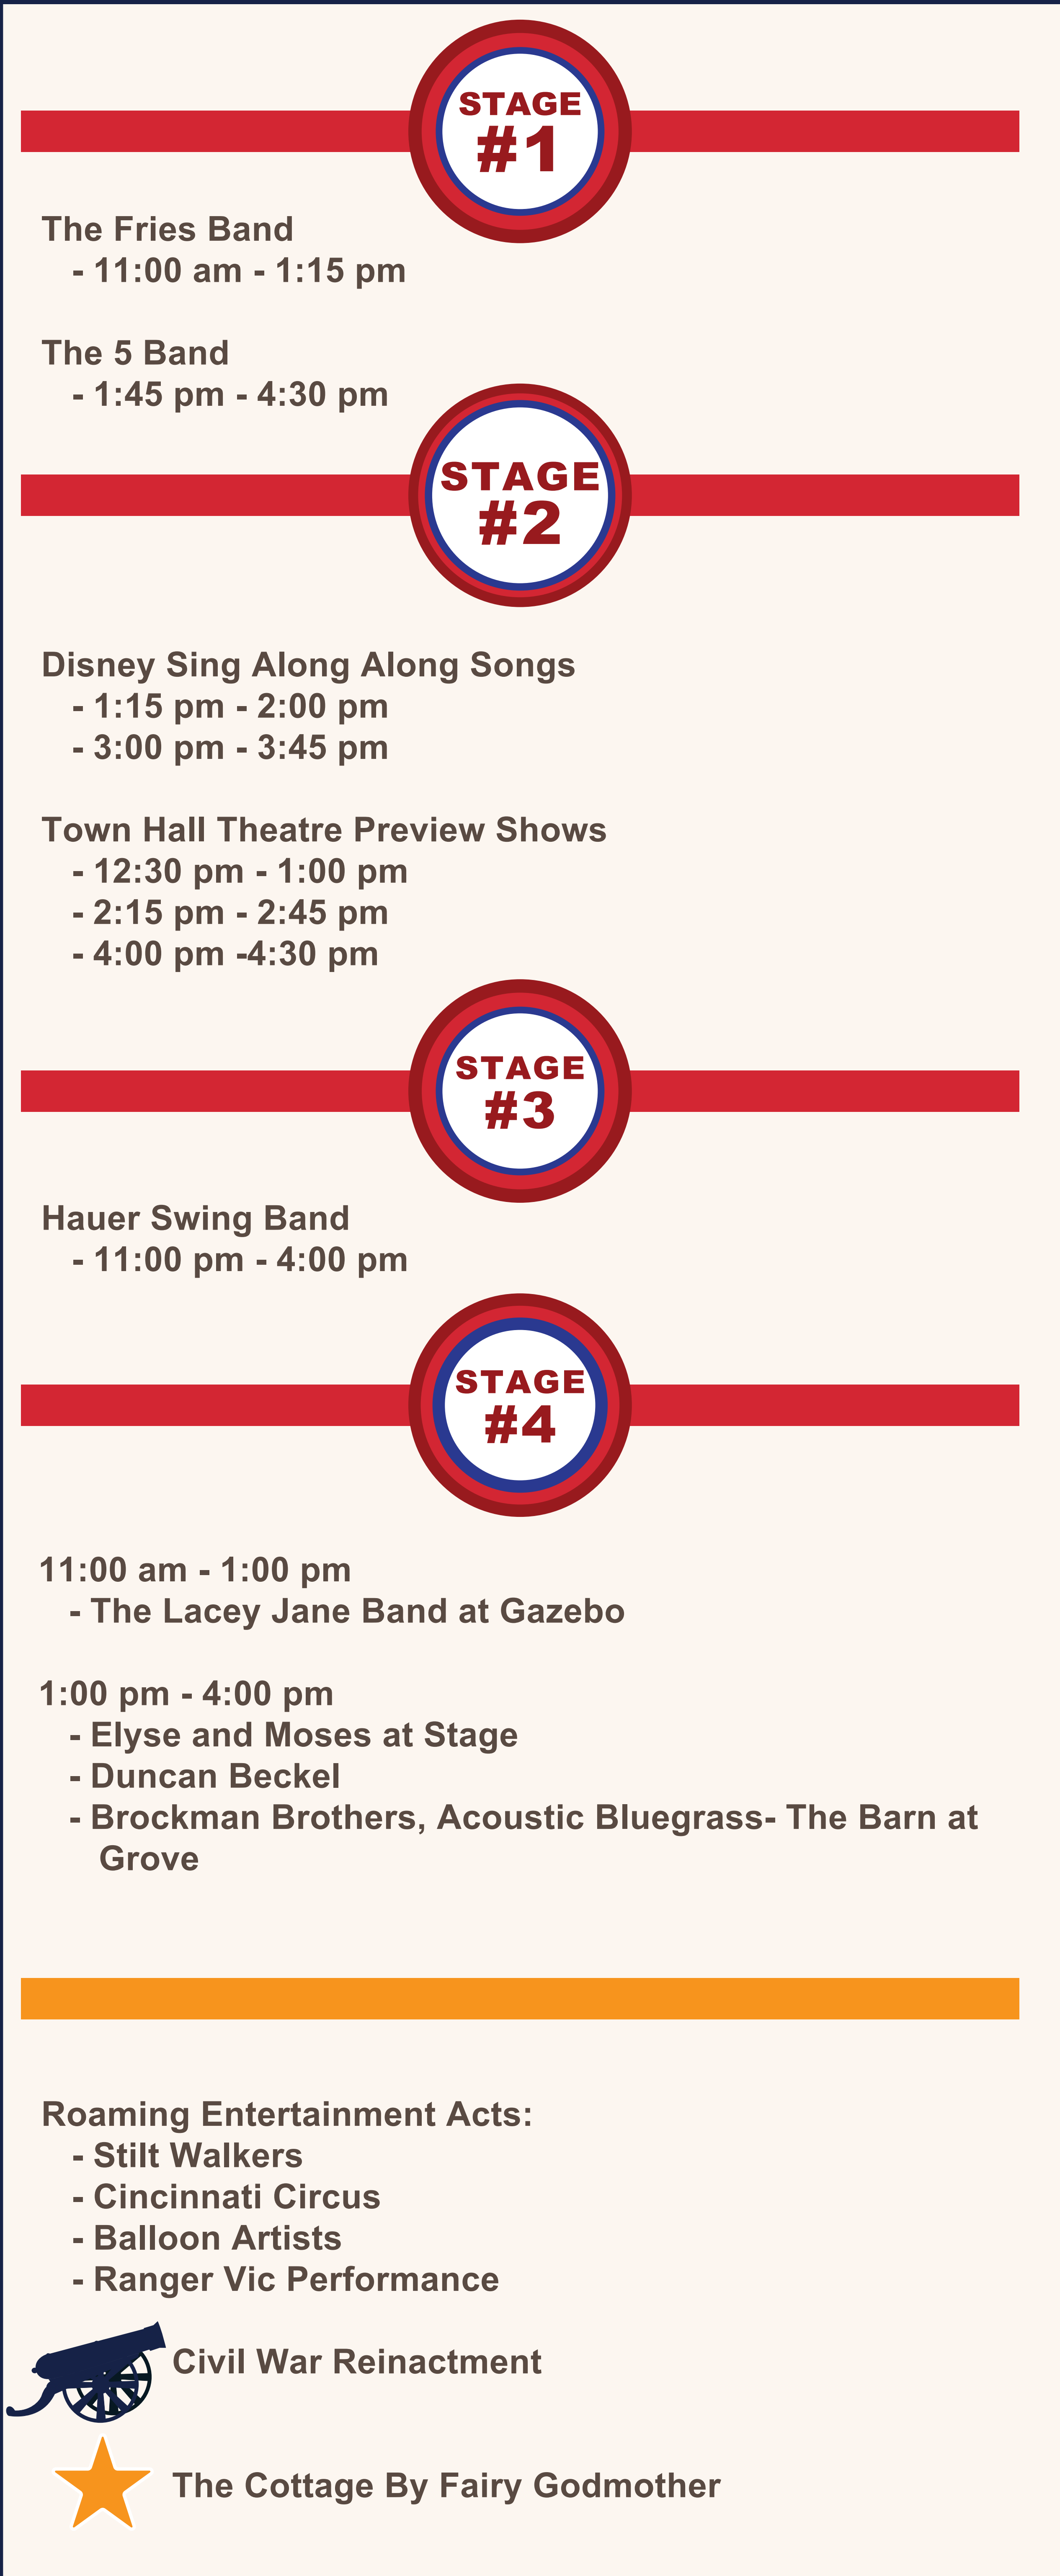 STAGE
#1
The Fries Band
- 11:00 am - 1:15 pm
The 5 Band
- 1:45 pm - 4:30 pm
STAGE
#2
Disney Sing Along Along Songs
- 1:15 pm - 2:00 pm
- 3:00 pm - 3:45 pm
Town Hall Theatre Preview Shows
- 12:30 pm - 1:00 pm
- 2:15 pm - 2:45 pm
- 4:00 pm -4:30 pm
STAGE
#3
Hauer Swing Band
- 11:00 pm - 4:00 pm
STAGE
#4
11:00 am - 1:00 pm
- The Lacey Jane Band at Gazebo
1:00 pm - 4:00 pm
- Elyse and Moses at Stage
- Duncan Beckel
- Brockman Brothers, Acoustic Bluegrass- The Barn at
Grove
Roaming Entertainment Acts:
- Stilt Walkers
- Cincinnati Circus
- Balloon Artists
- Ranger Vic Performance
Civil War Reinactment
The Cottage By Fairy Godmother